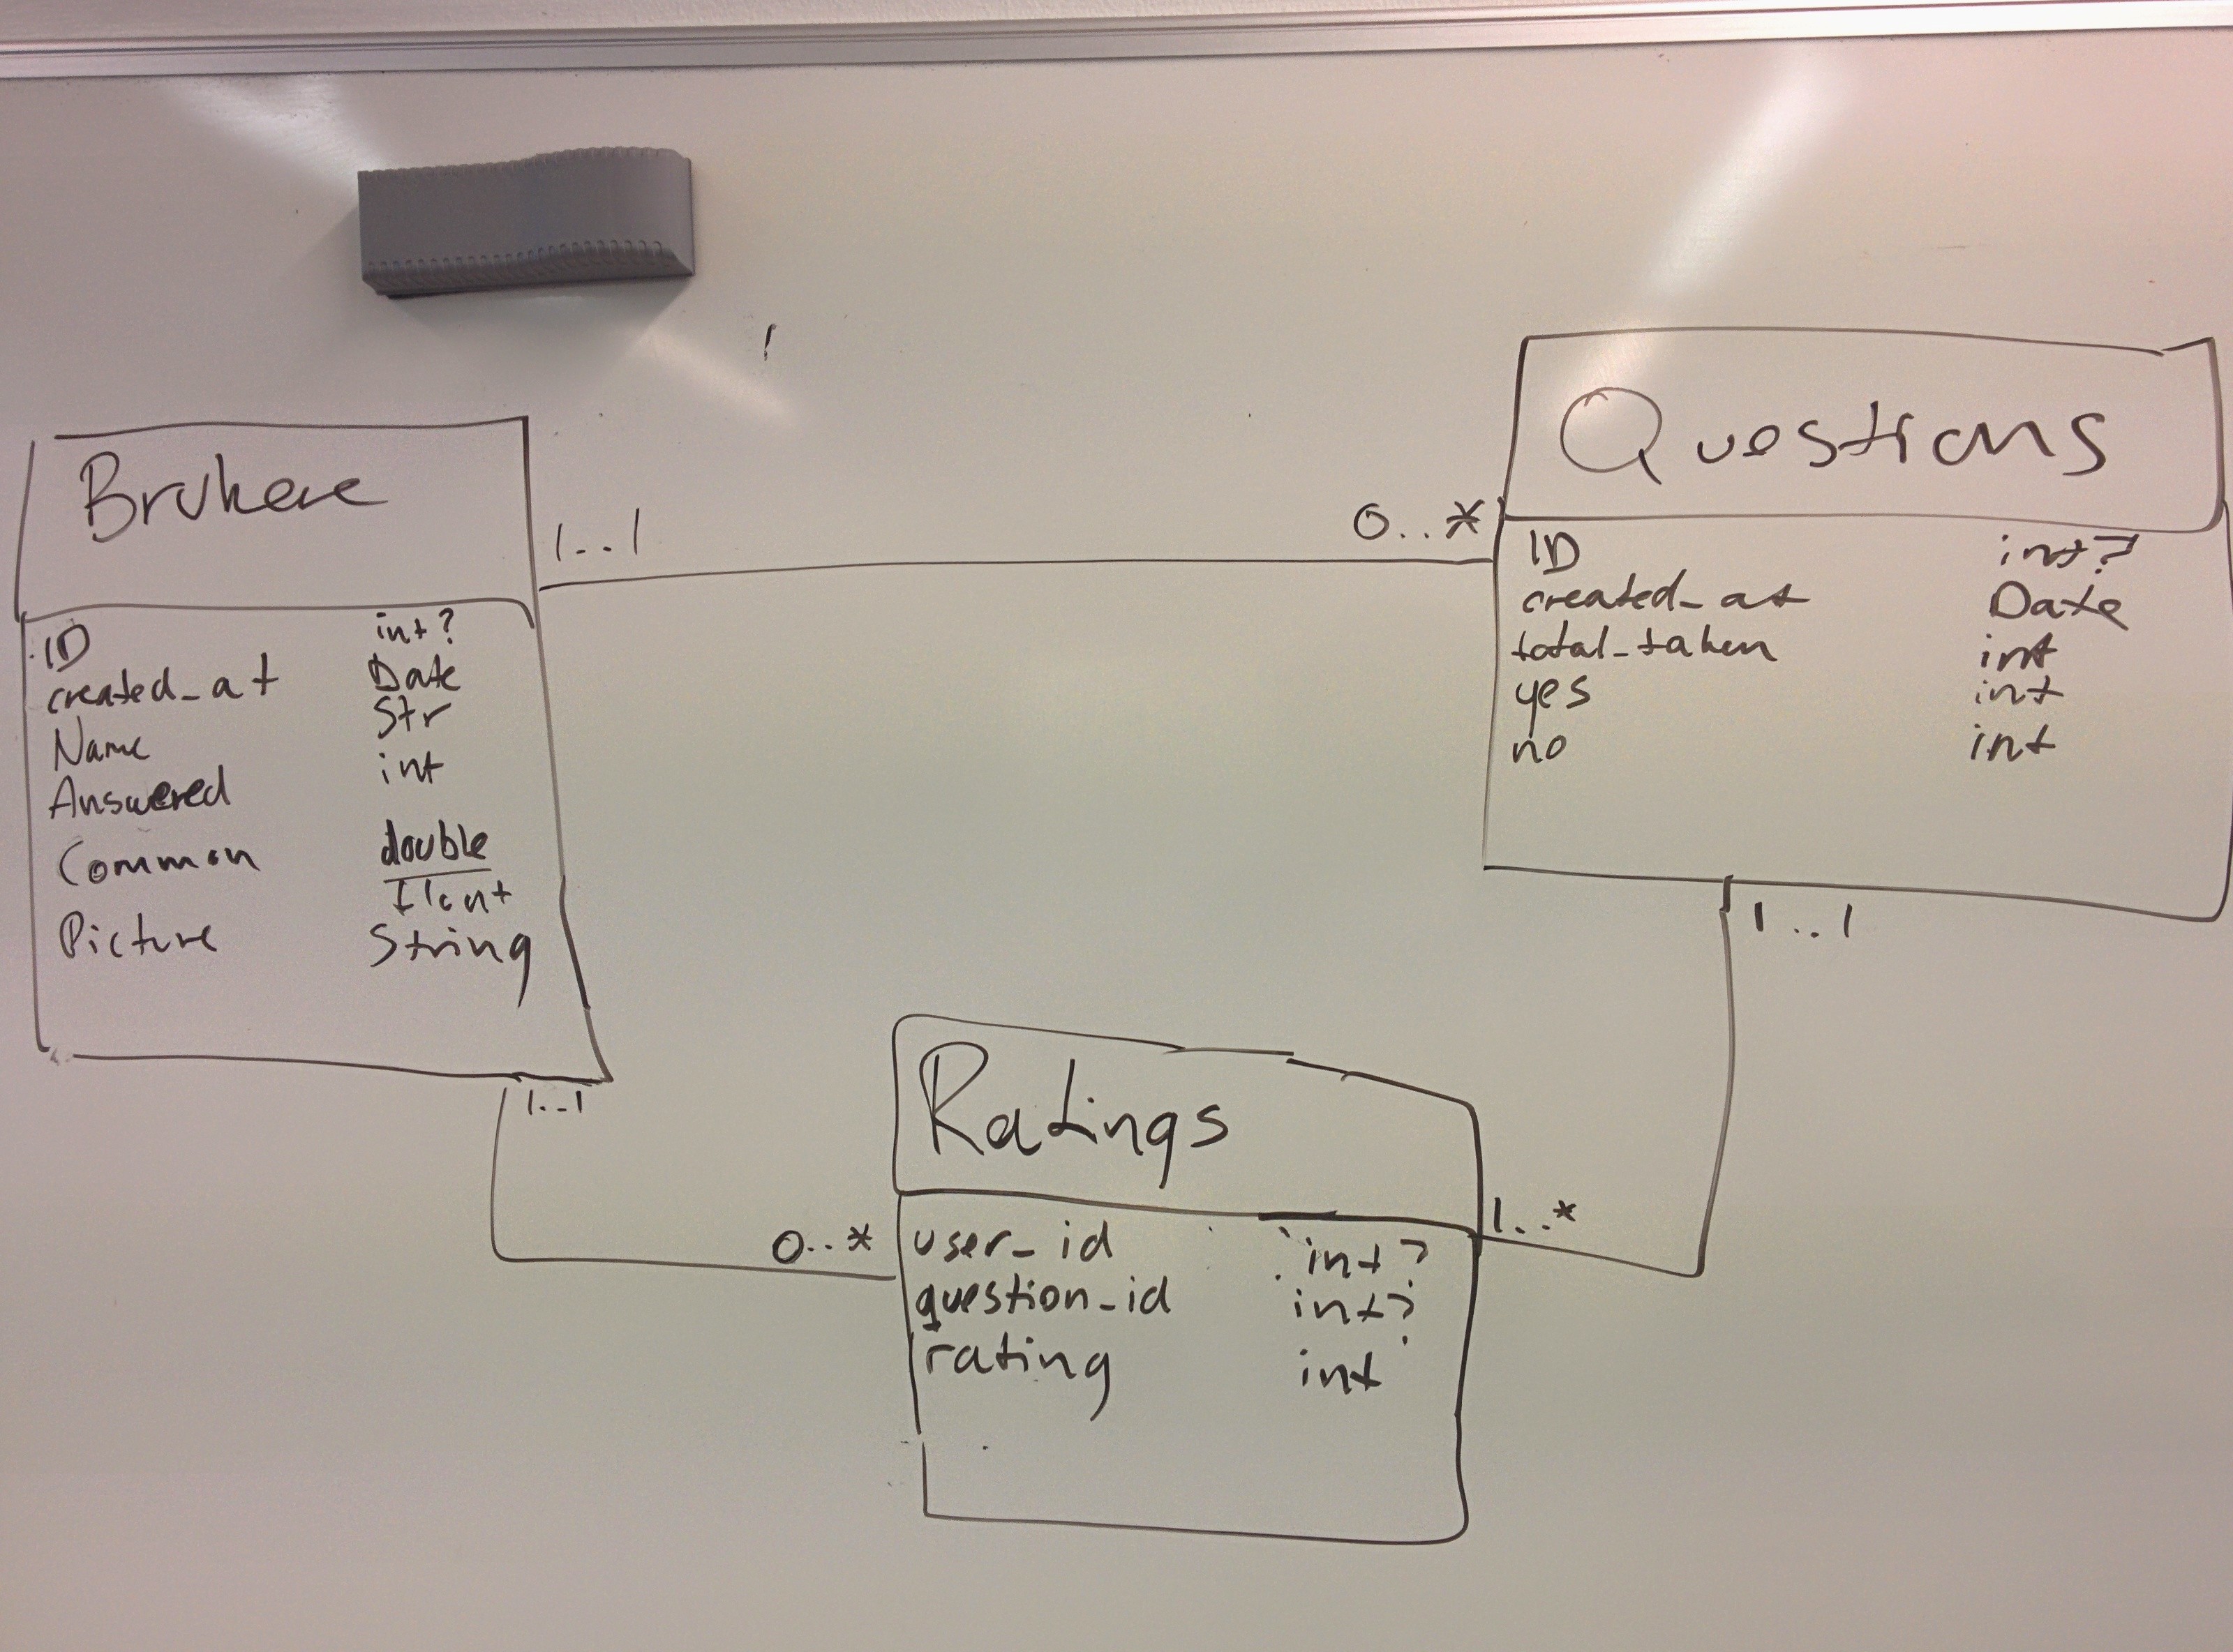 Brukere
ID int?
created_at Date
Name Str
Answered int
Common double
float
Picture String
1..1
0..*
Questions
ID int?
created_at Date
total_taken int
yes int
no int
1..1
1..1
0..*
Ratings
user_id int?
question_id int?
rating int
1..*